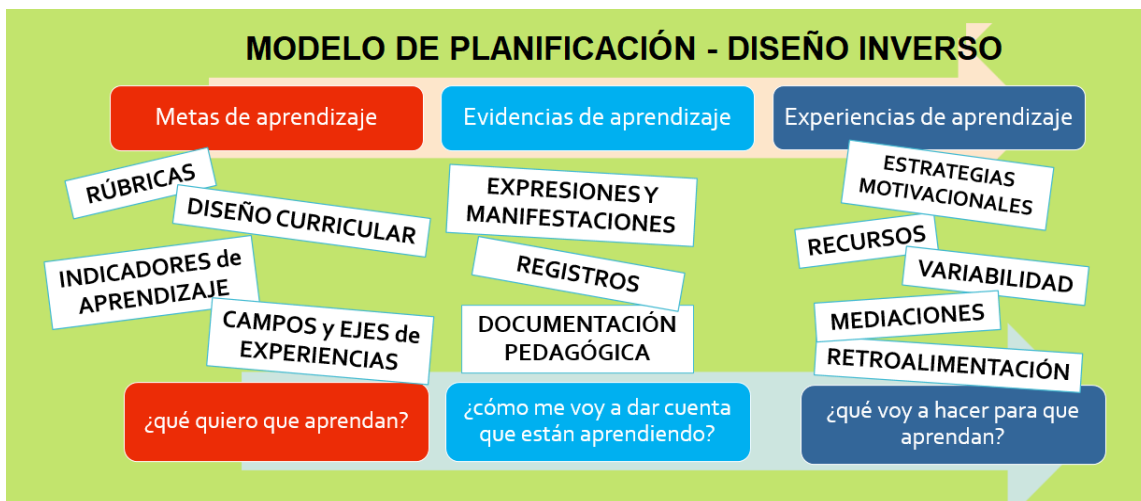 MODELO DE PLANIFICACIÓN - DISEÑO INVERSO
Metas de aprendizaje
Evidencias de aprendizaje
Experiencias de aprendizaje
RÚBRICAS
DISEÑO CURRICULAR
INDICADORES de
APRENDIZAJE
CAMPOS y EJES de
EXPERIENCIAS
EXPRESIONES Y
MANIFESTACIONES
REGISTROS
DOCUMENTACIÓN
PEDAGÓGICA
ESTRATEGIAS
MOTIVACIONALES
RECURSOS
VARIABILIDAD
MEDIACIONES
RETROALIMENTACIÓN
¿qué quiero que aprendan?
¿cómo me voy a dar cuenta
que están aprendiendo?
¿qué voy a hacer para que
aprendan?